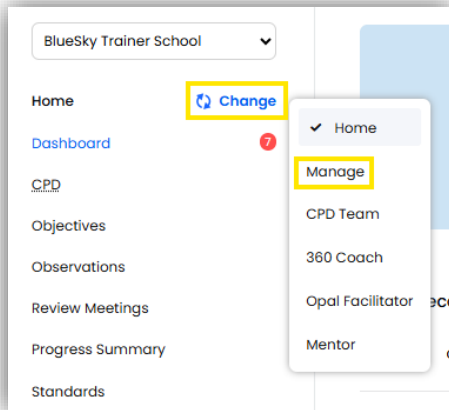 BlueSky Trainer School
Home
Change
Dashboard
7
CPD
Objectives
Observations
Review Meetings
Progress Summary
Standards
Home
Manage
CPD Team
360 Coach
Opal Facilitator
Mentor